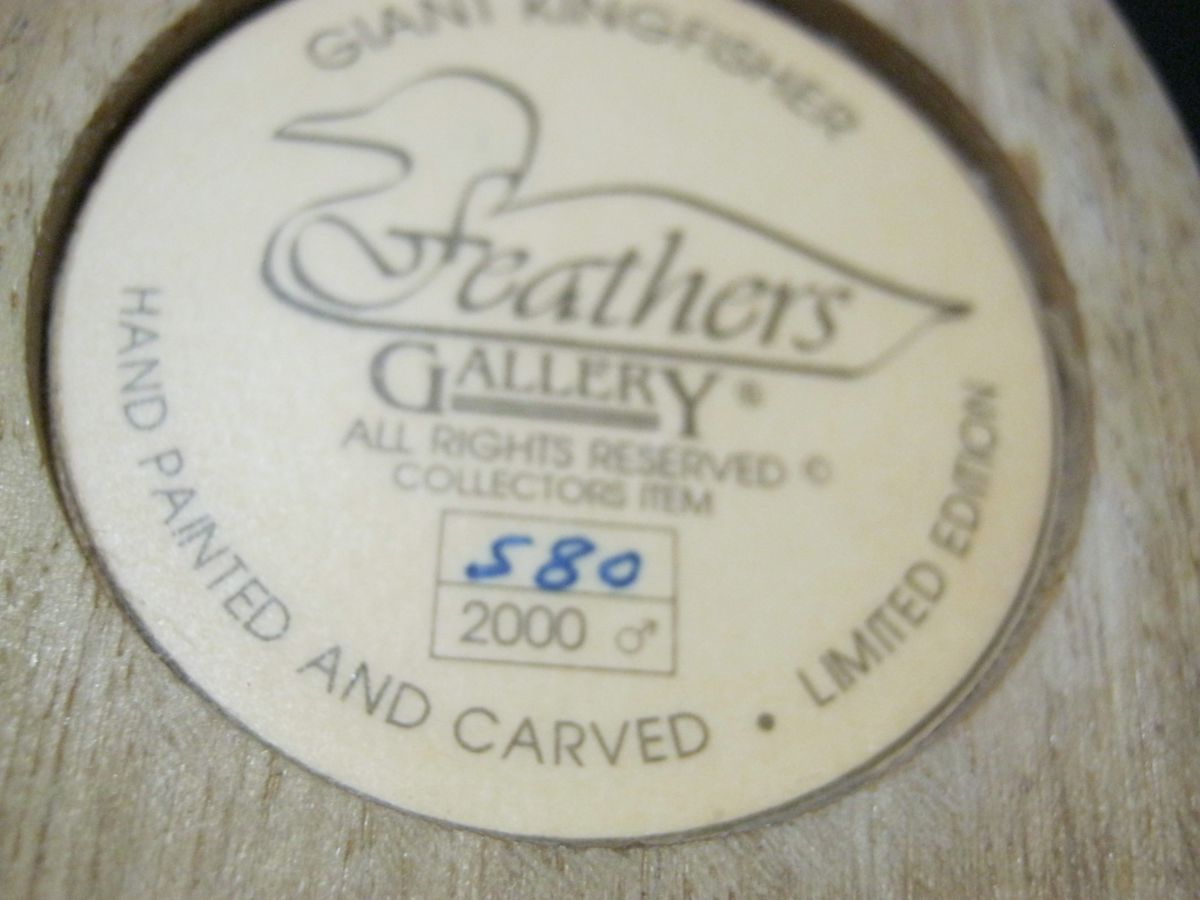 GIANT KINGFISHER
Feathers
GALLERY ®
ALL RIGHTS RESERVED ©
COLLECTORS ITEM
580
2000 ♂
HAND PAINTED AND CARVED • LIMITED EDITION